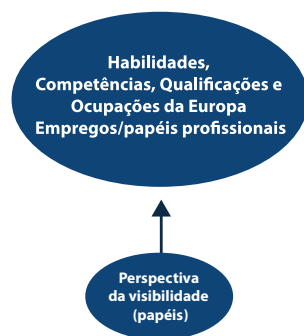 Habilidades,
Competências, Qualificações e
Ocupações da Europa
Empregos/papéis profissionais
Perspectiva
da visibilidade
(papéis)